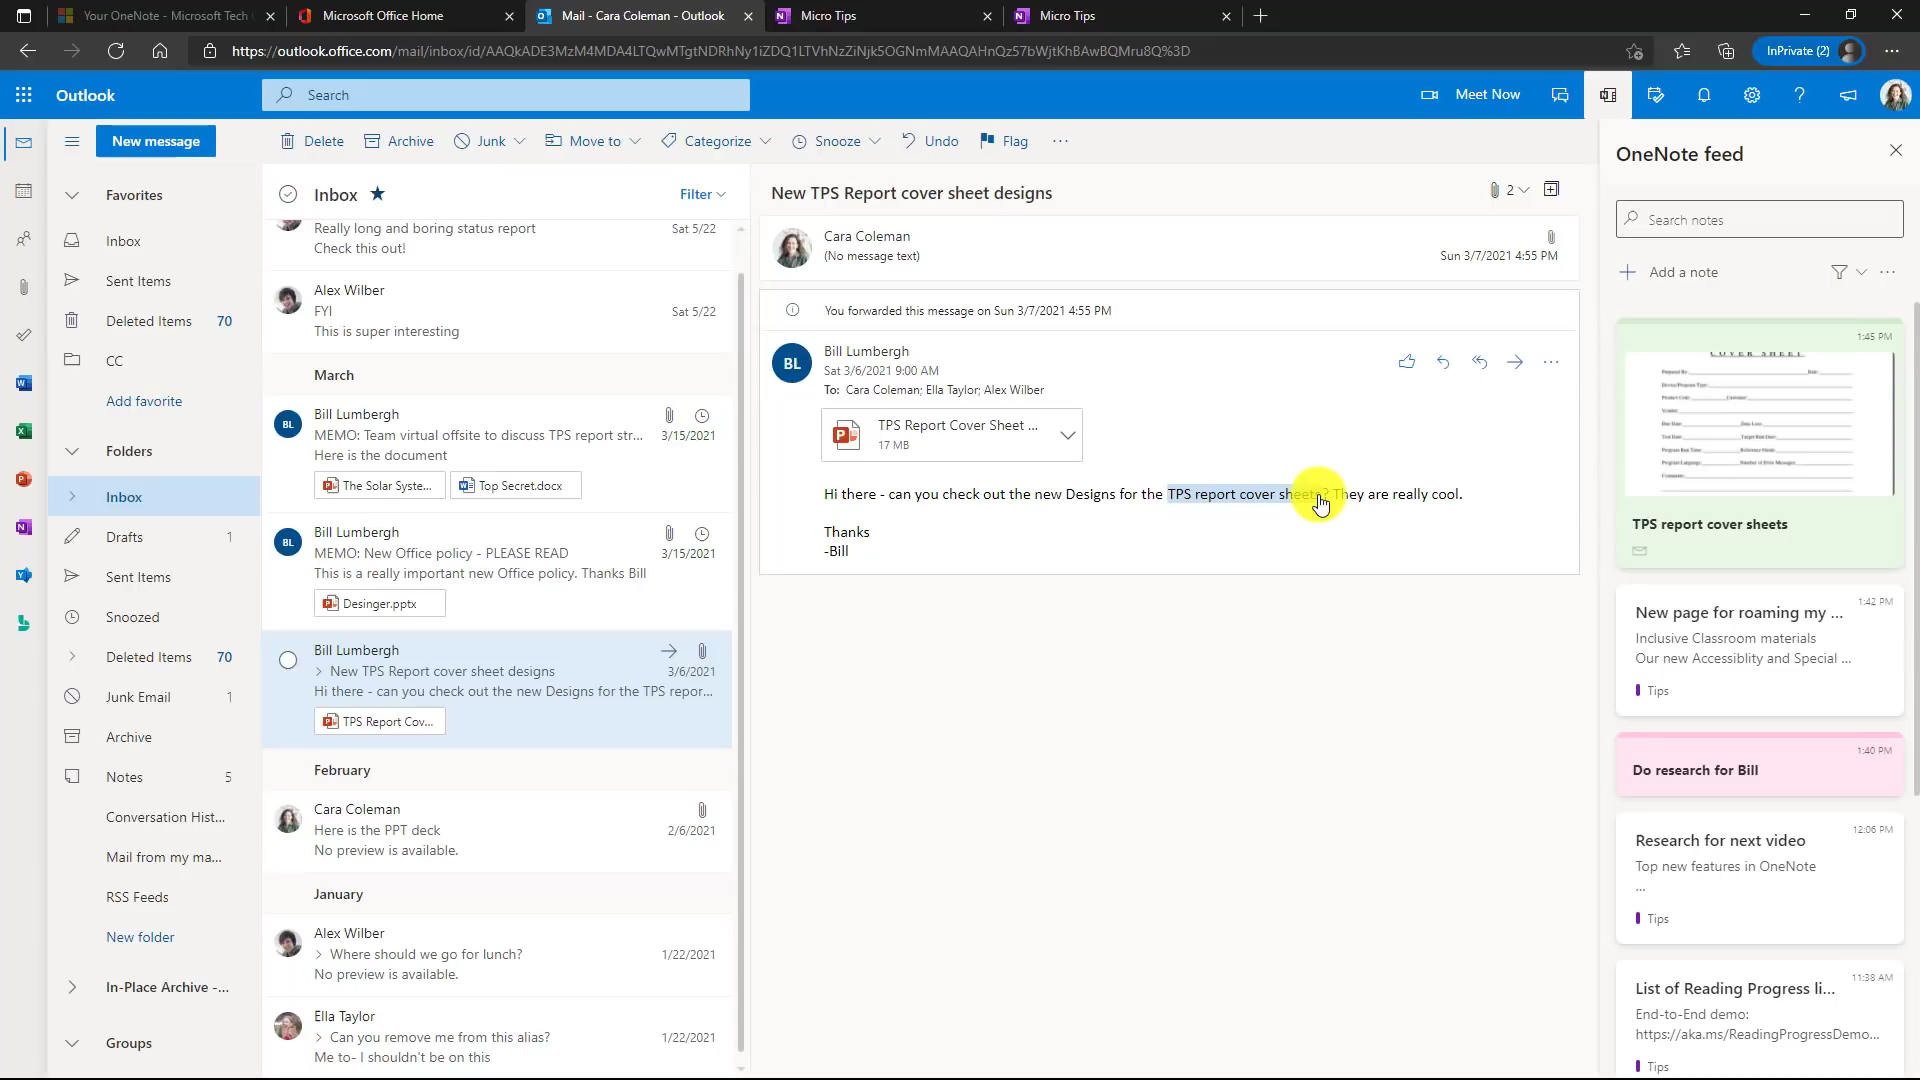 Your OneNote - Microsoft Tech
Microsoft Office Home
Mail - Cara Coleman - Outlook
Micro Tips
Micro Tips
https://outlook.office.com/mail/inbox/id/AAQkADE3MzM4MDA4LTQwMTgtNDRhNy1iZDQ1LTVhNzZiNjk5OGNmMAAQAHnQz57bWjtKhBAwBQMru8Q%3D
InPrivate (2)
Outlook
Search
Meet Now
New message
Delete
Archive
Junk
Move to
Categorize
Snooze
Undo
Flag
Favorites
Inbox
Sent Items
Deleted Items 70
CC
Add favorite
Folders
Inbox
Drafts 1
Sent Items
Snoozed
Deleted Items 70
Junk Email 1
Archive
Notes 5
Conversation Hist...
Mail from my ma...
RSS Feeds
New folder
In-Place Archive -...
Groups
Inbox
Filter
Really long and boring status report Sat 5/22
Check this out!
Alex Wilber
FYI Sat 5/22
This is super interesting
March
BL
Bill Lumbergh
MEMO: Team virtual offsite to discuss TPS report str... 3/15/2021
Here is the document
The Solar Syste...
Top Secret.docx
BL
Bill Lumbergh
MEMO: New Office policy - PLEASE READ 3/15/2021
This is a really important new Office policy. Thanks Bill
Desinger.pptx
Bill Lumbergh
New TPS Report cover sheet designs 3/6/2021
Hi there - can you check out the new Designs for the TPS repor...
TPS Report Cov...
February
Cara Coleman
Here is the PPT deck 2/6/2021
No preview is available.
January
Alex Wilber
Where should we go for lunch? 1/22/2021
No preview is available.
Ella Taylor
Can you remove me from this alias? 1/22/2021
Me to- I shouldn't be on this
New TPS Report cover sheet designs
2
Cara Coleman
(No message text)
Sun 3/7/2021 4:55 PM
You forwarded this message on Sun 3/7/2021 4:55 PM
BL
Bill Lumbergh
Sat 3/6/2021 9:00 AM
To: Cara Coleman; Ella Taylor; Alex Wilber
TPS Report Cover Sheet ...
17 MB
Hi there - can you check out the new Designs for the TPS report cover sheets? They are really cool.
Thanks
-Bill
OneNote feed
Search notes
Add a note
1:45 PM
COVER SHEET
TPS report cover sheets
1:42 PM
New page for roaming my ...
Inclusive Classroom materials
Our new Accessiblity and Special ...
Tips
1:40 PM
Do research for Bill
12:06 PM
Research for next video
Top new features in OneNote
...
Tips
11:38 AM
List of Reading Progress li...
End-to-End demo:
https://aka.ms/ReadingProgressDemo...
Tips